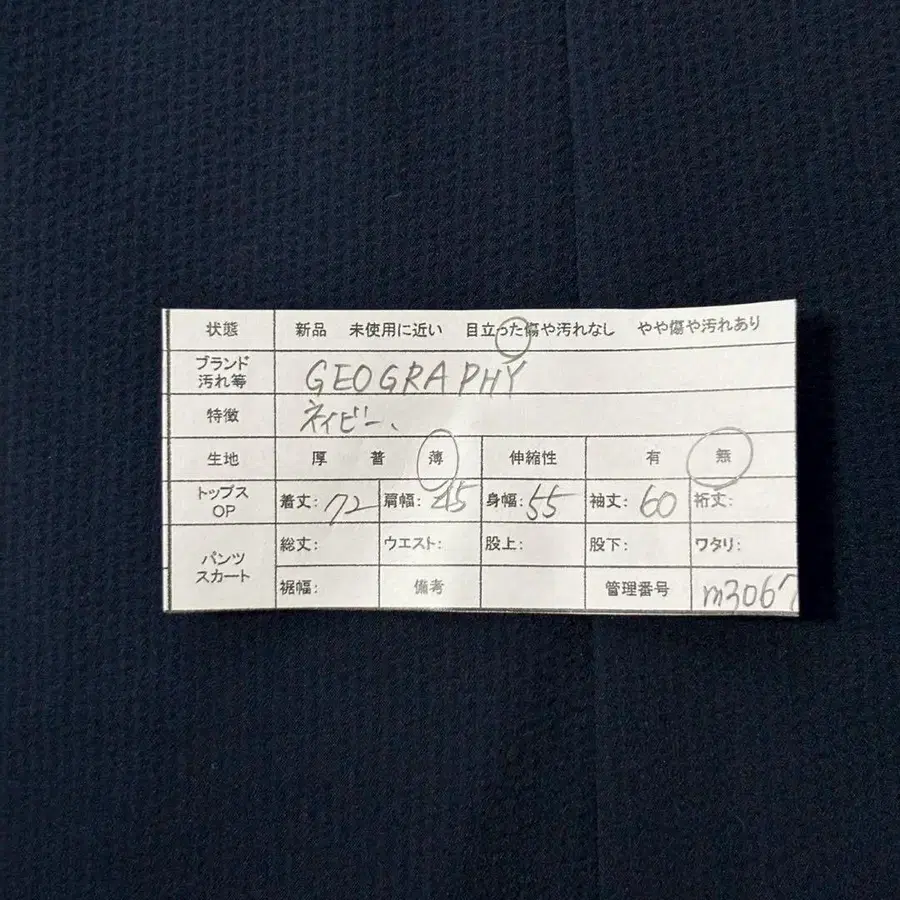 状態 新品 未使用に近い 目立った傷や汚れなし やや傷や汚れあり
ブランド
汚れ等 GEOGRAPHY
特徴 ネイビー、
生地 厚 普 薄 伸縮性 有 無
トップス
OP 着丈: 72 肩幅: 45 身幅: 55 袖丈: 60 裄丈:
パンツ
スカート 総丈: ウエスト: 股上: 股下: ワタリ:
裾幅: 備考 管理番号 m3067